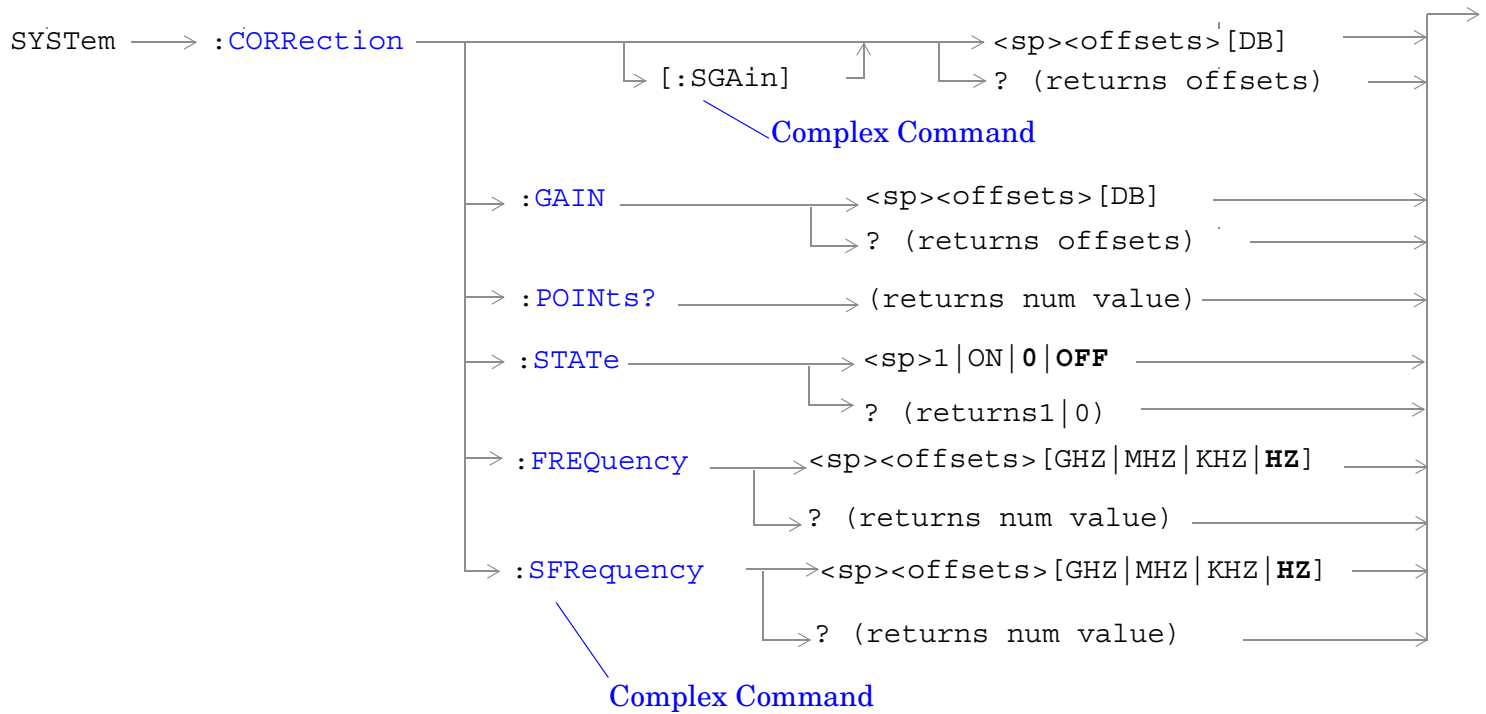 SYSTem :CORRection <sp><offsets>[DB]
[:SGAin] ? (returns offsets)
Complex Command
:GAIN <sp><offsets>[DB]
? (returns offsets)
:POINts? (returns num value)
:STATe <sp>1|ON|0|OFF
? (returns1|0)
:FREQuency <sp><offsets>[GHZ|MHZ|KHZ|HZ]
? (returns num value)
:SFRequency <sp><offsets>[GHZ|MHZ|KHZ|HZ]
? (returns num value)
Complex Command